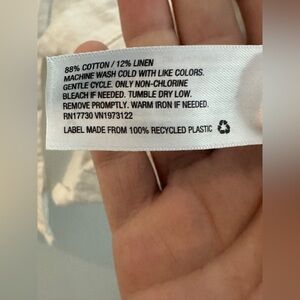 88% COTTON / 12% LINEN
MACHINE WASH COLD WITH LIKE COLORS.
GENTLE CYCLE. ONLY NON-CHLORINE
BLEACH IF NEEDED. TUMBLE DRY LOW.
REMOVE PROMPTLY. WARM IRON IF NEEDED.
RN17730 VN1973122
LABEL MADE FROM 100% RECYCLED PLASTIC